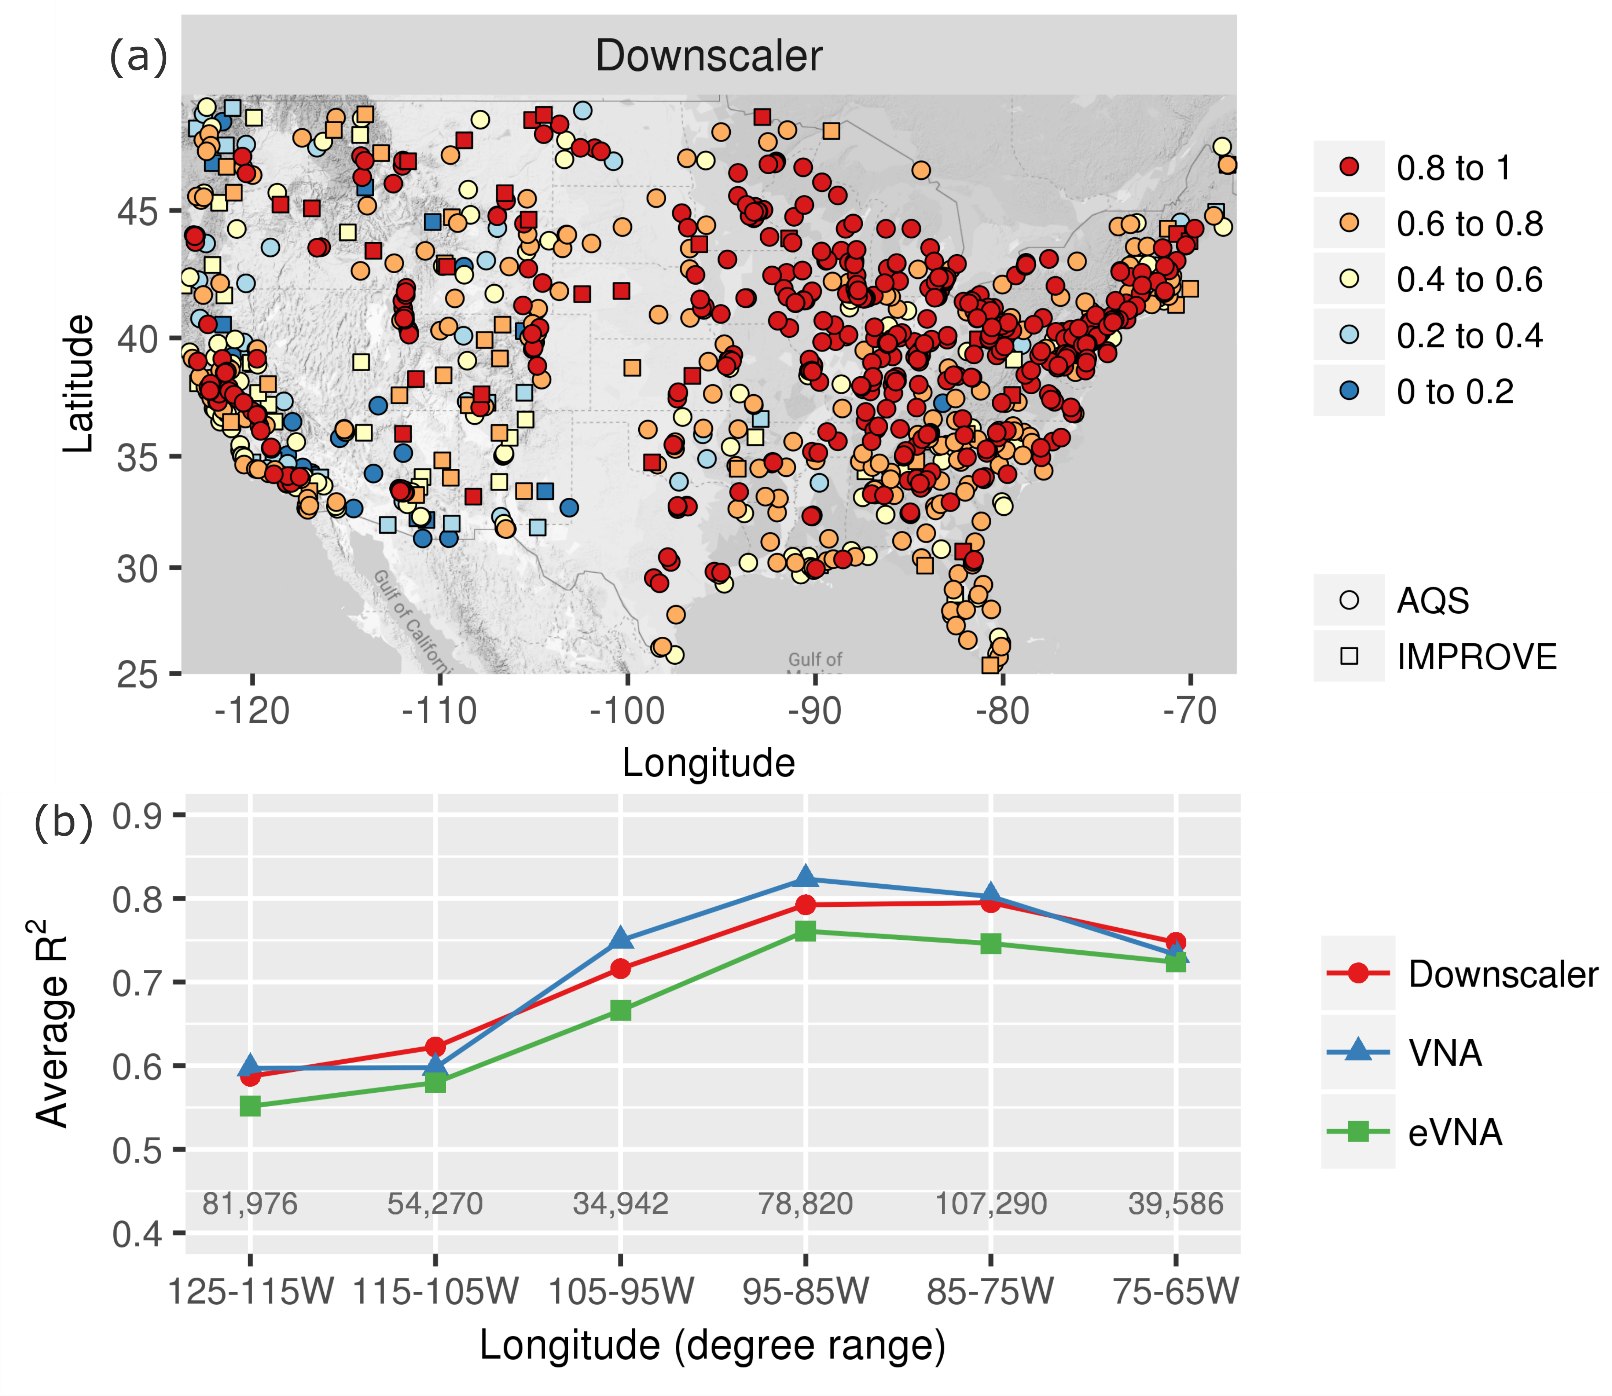 (a)
Downscaler
45
40
35
30
25
Latitude
-120
-110
-100
-90
-80
-70
Longitude
Gulf of Californi
Gulf of
0.8 to 1
0.6 to 0.8
0.4 to 0.6
0.2 to 0.4
0 to 0.2
AQS
IMPROVE
(b)
0.9
0.8
0.7
0.6
0.5
0.4
Average R²
81,976
54,270
34,942
78,820
107,290
39,586
125-115W
115-105W
105-95W
95-85W
85-75W
75-65W
Longitude (degree range)
Downscaler
VNA
eVNA